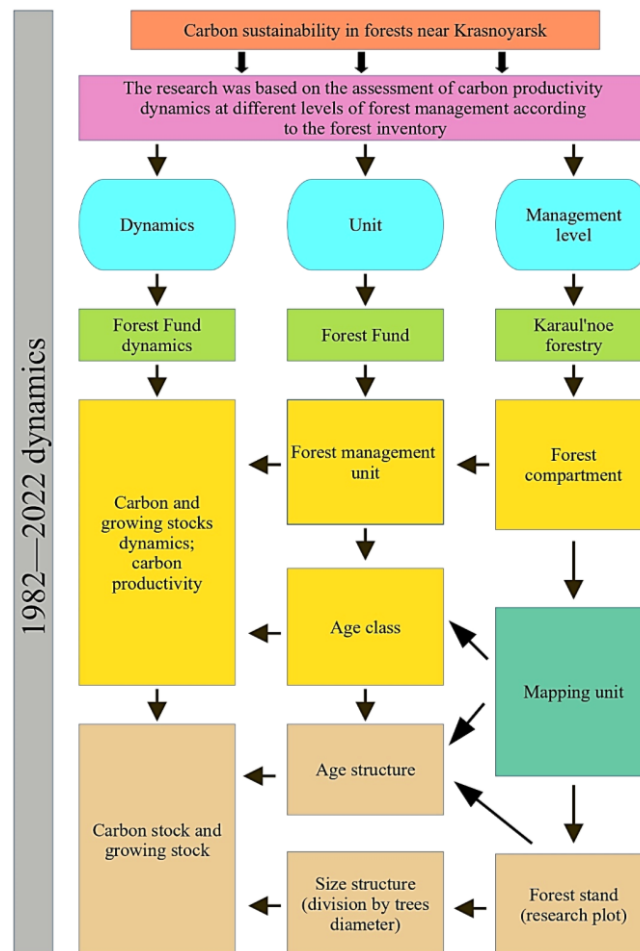 Carbon sustainability in forests near Krasnoyarsk
The research was based on the assessment of carbon productivity
dynamics at different levels of forest management according
to the forest inventory
1982—2022 dynamics
Dynamics
Unit
Management
level
Forest Fund
dynamics
Forest Fund
Karaul'noe
forestry
Carbon and
growing stocks
dynamics;
carbon
productivity
Forest management
unit
Forest
compartment
Age class
Mapping unit
Carbon stock and
growing stock
Age structure
Size structure
(division by trees
diameter)
Forest stand
(research plot)